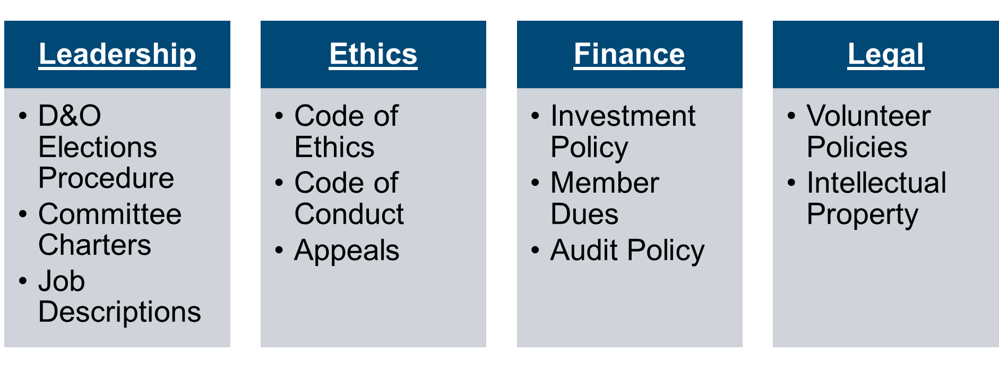 Leadership
• D&O
Elections
Procedure
• Committee
Charters
• Job
Descriptions
Ethics
• Code of
Ethics
• Code of
Conduct
• Appeals
Finance
• Investment
Policy
• Member
Dues
• Audit Policy
Legal
• Volunteer
Policies
• Intellectual
Property